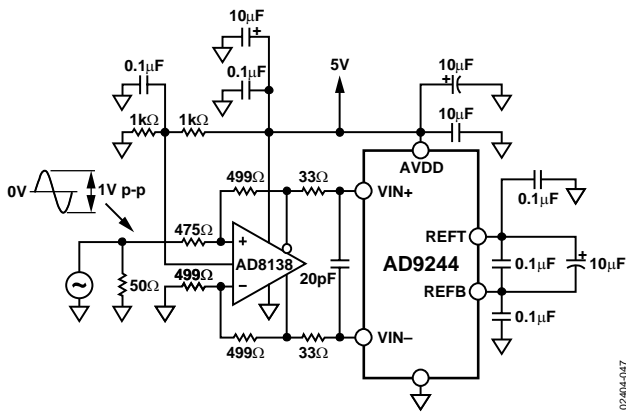 10μF
+
0.1μF
0.1μF
5V
10μF
+
10μF
1kΩ
1kΩ
AVDD
0V
1V p-p
499Ω
33Ω
VIN+
0.1μF
475Ω
+
AD8138
–
REFT
AD9244
0.1μF
+
10μF
50Ω
499Ω
20pF
REFB
0.1μF
499Ω
33Ω
VIN–
02404-047